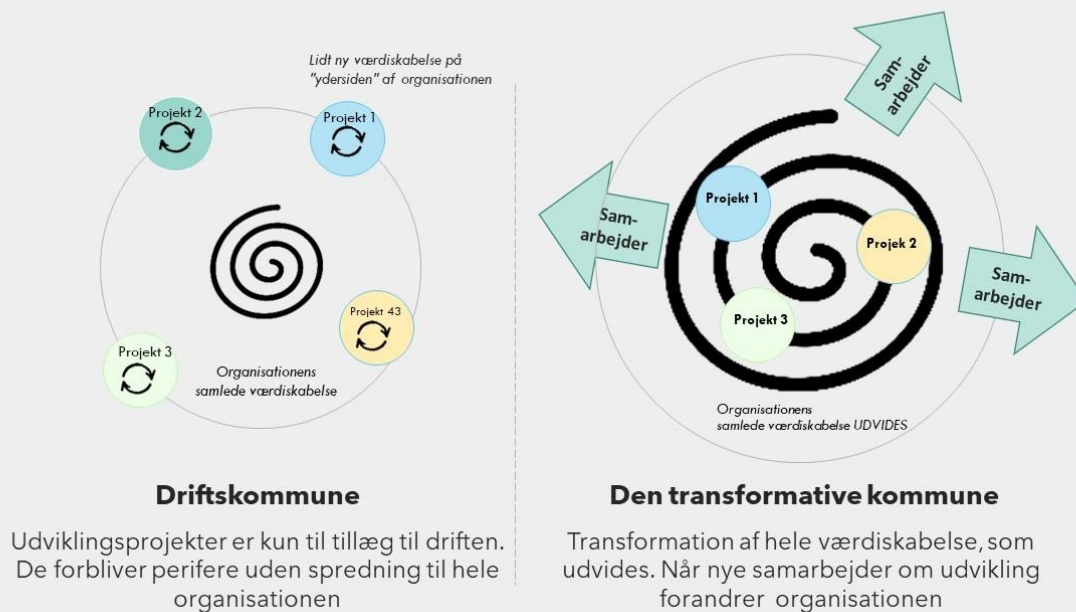 Lidt ny værdiskabelse på
"ydersiden" af organisationen
Projekt 2
Projekt 1
Projekt 43
Projekt 3
Organisationens
samlede værdiskabelse
Driftskommune
Udviklingsprojekter er kun til tillæg til driften.
De forbliver perifere uden spredning til hele
organisationen
Sam-
arbejder
Sam-
arbejder
Sam-
arbejder
Projekt 1
Projek 2
Projekt 3
Organisationens
samlede værdiskabelse UDVIDES
Den transformative kommune
Transformation af hele værdiskabelse, som
udvides. Når nye samarbejder om udvikling
forandrer organisationen